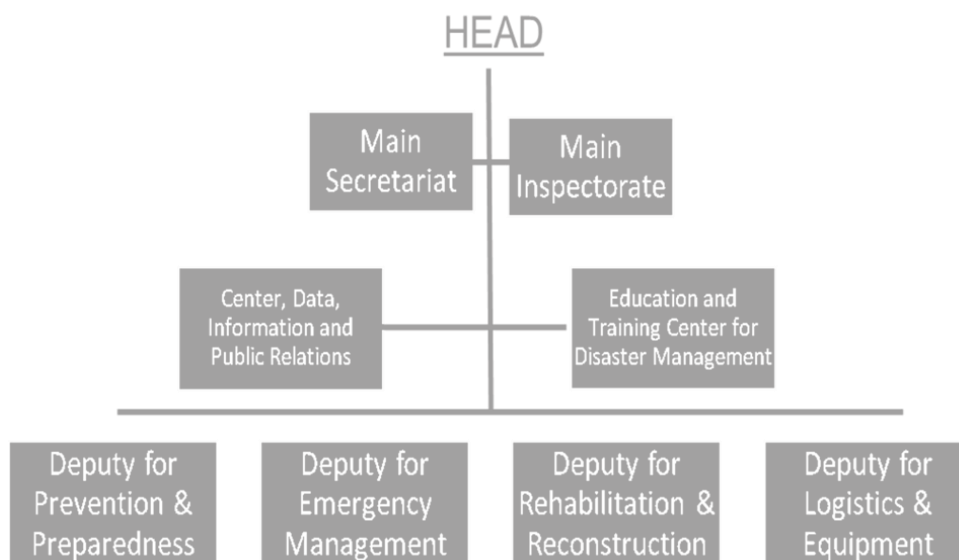 HEAD
Main
Secretariat
Main
Inspectorate
Center, Data,
Information and
Public Relations
Education and
Training Center for
Disaster Management
Deputy for
Prevention &
Preparedness
Deputy for
Emergency
Management
Deputy for
Rehabilitation &
Reconstruction
Deputy for
Logistics &
Equipment